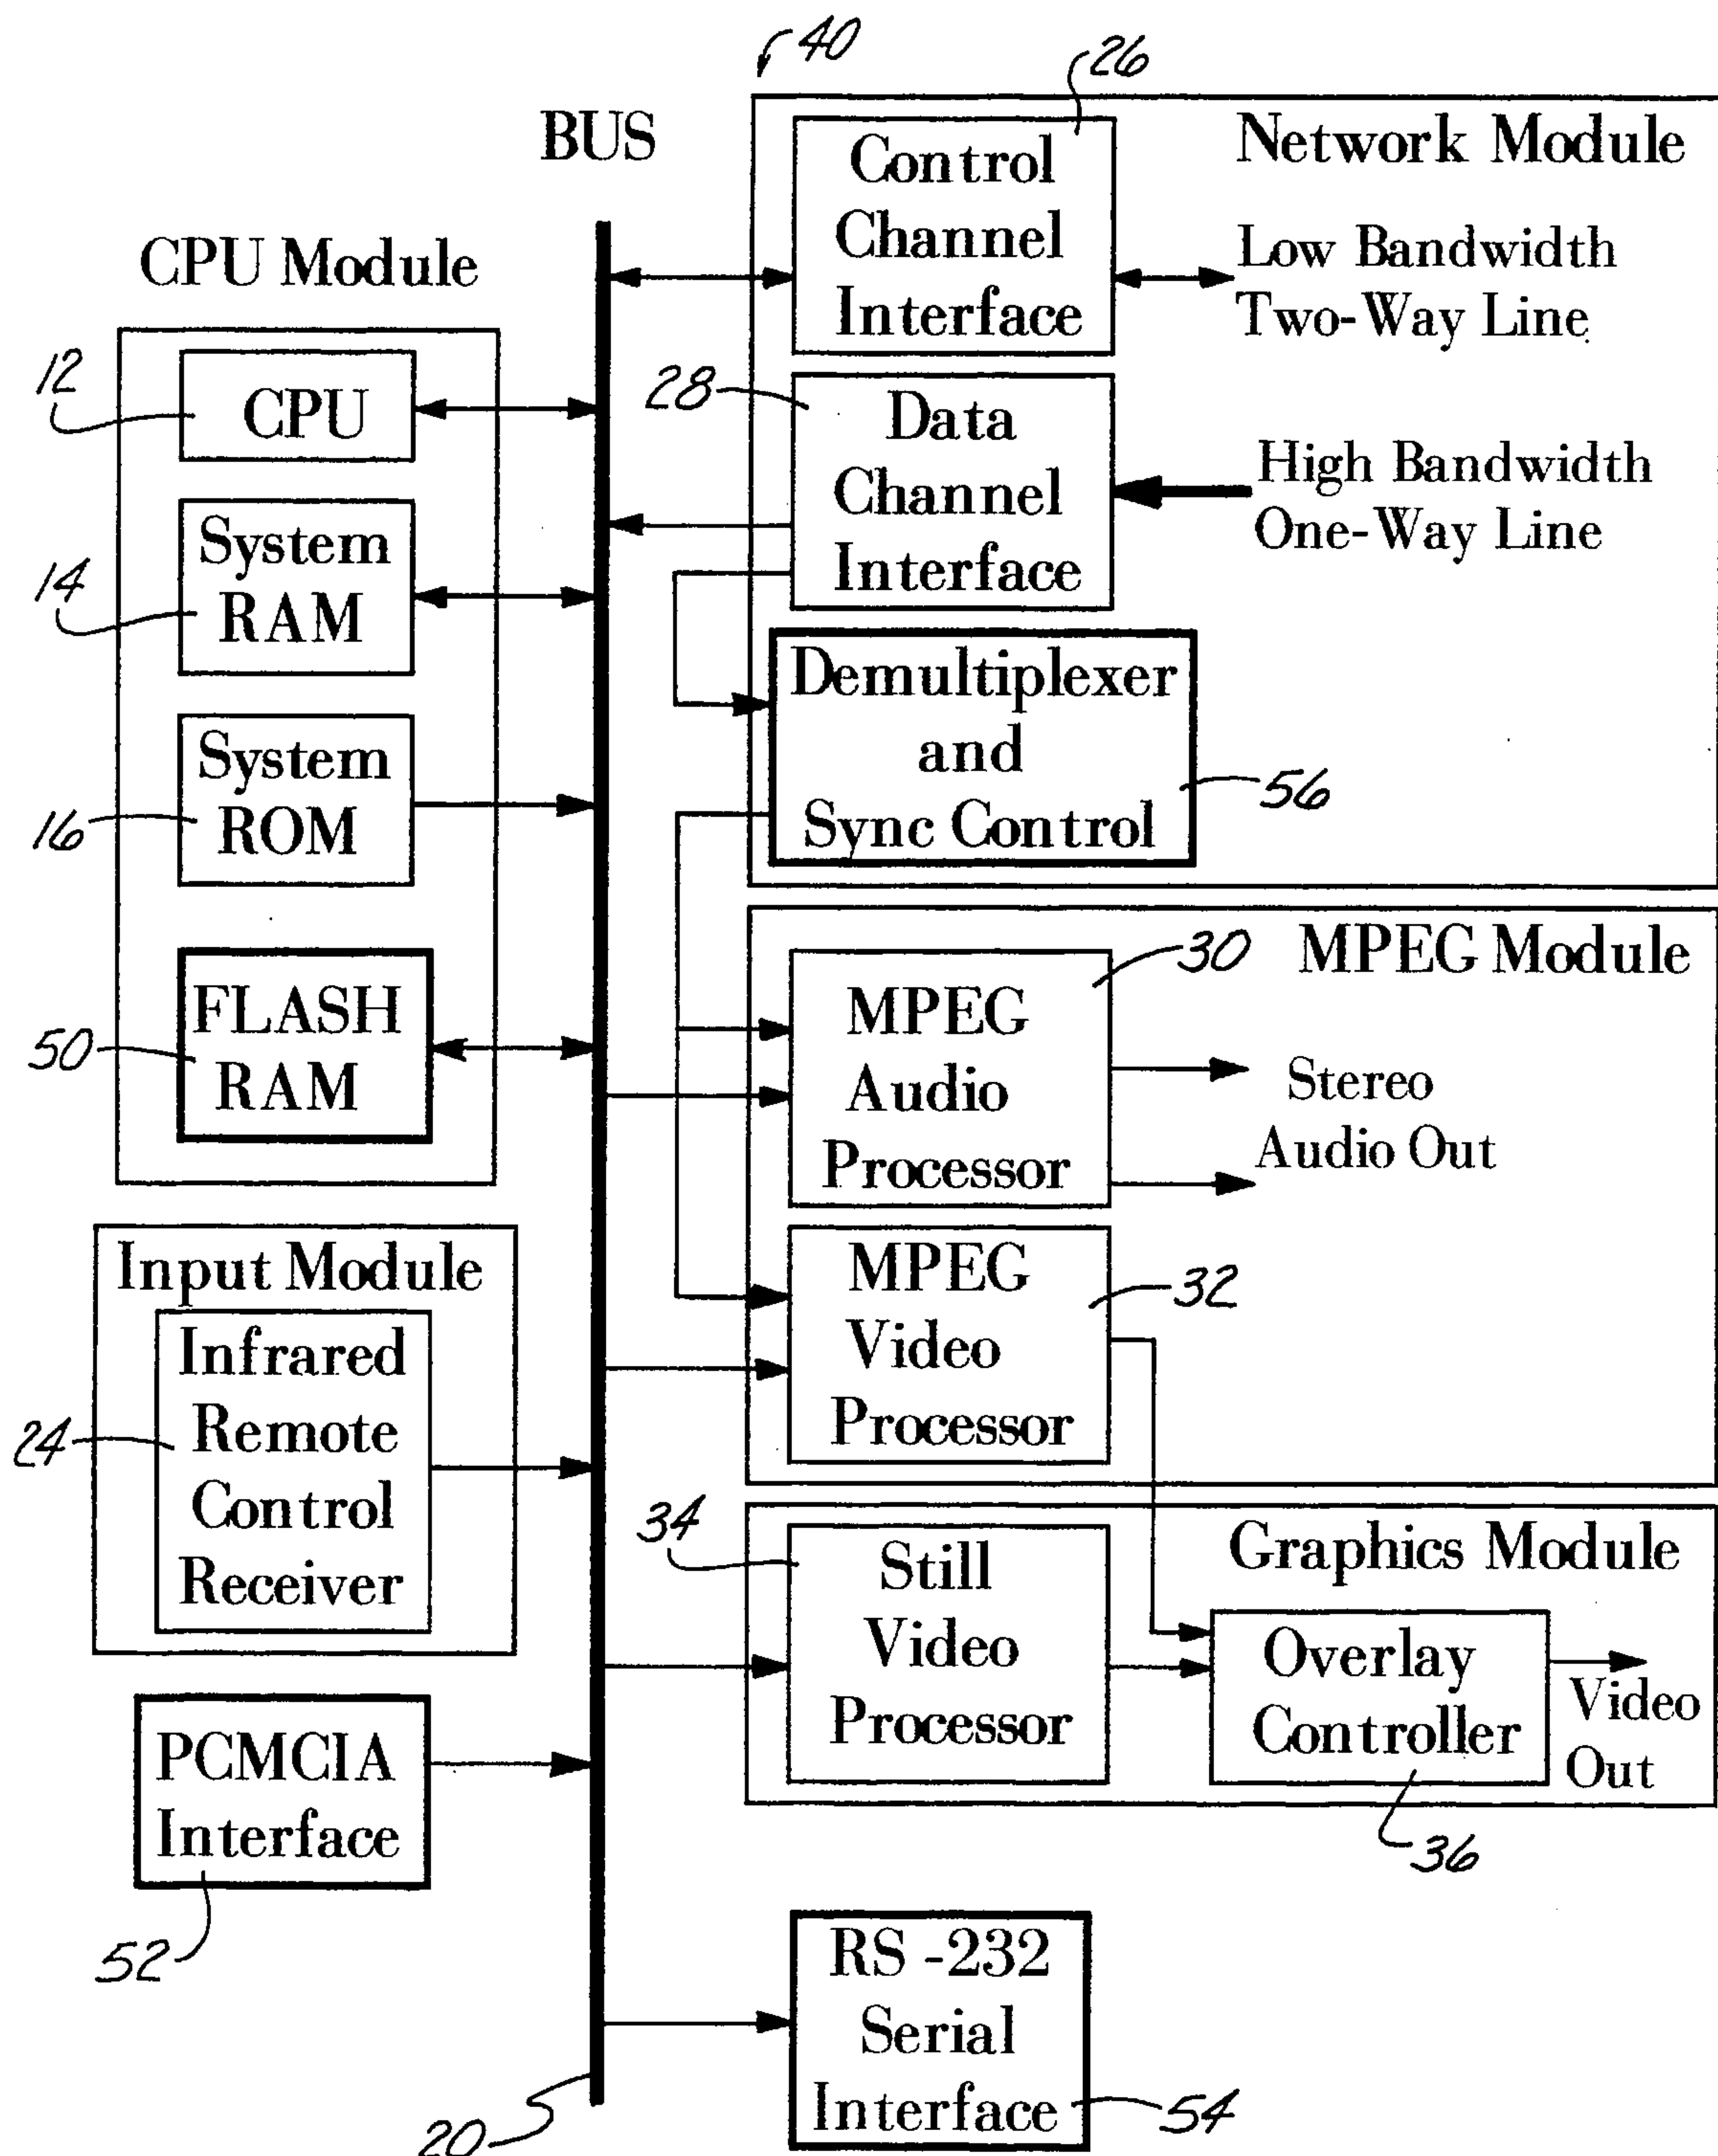 40
26
BUS
Network Module
Control
Channel
Interface
Low Bandwidth
Two-Way Line
CPU Module
12
CPU
28
Data
Channel
Interface
High Bandwidth
One-Way Line
14
System
RAM
Demultiplexer
and
Sync Control
56
16
System
ROM
50
FLASH
RAM
30
MPEG Module
MPEG
Audio
Processor
Stereo
Audio Out
Input Module
Infrared
Remote
Control
Receiver
24
MPEG
Video
Processor
32
34
Still
Video
Processor
Graphics Module
Overlay
Controller
Video
Out
36
PCMCIA
Interface
52
RS -232
Serial
Interface
54
20